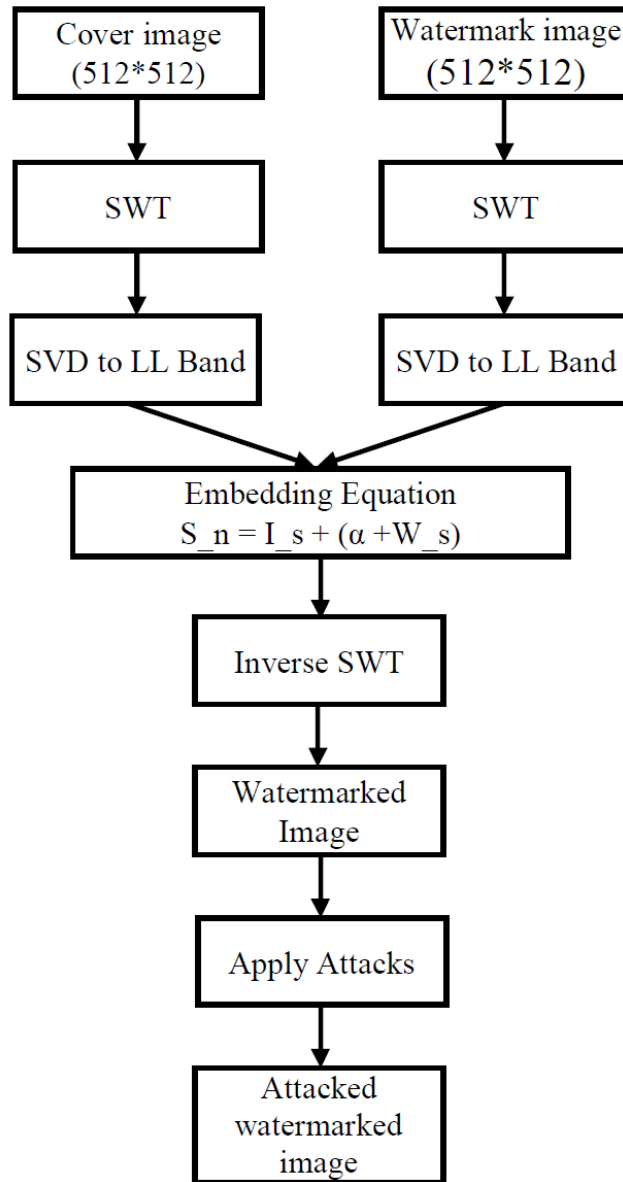 Cover image
(512*512)
Watermark image
(512*512)
SWT
SWT
SVD to LL Band
SVD to LL Band
Embedding Equation
S_n = I_s + (α +W_s)
Inverse SWT
Watermarked
Image
Apply Attacks
Attacked
watermarked
image